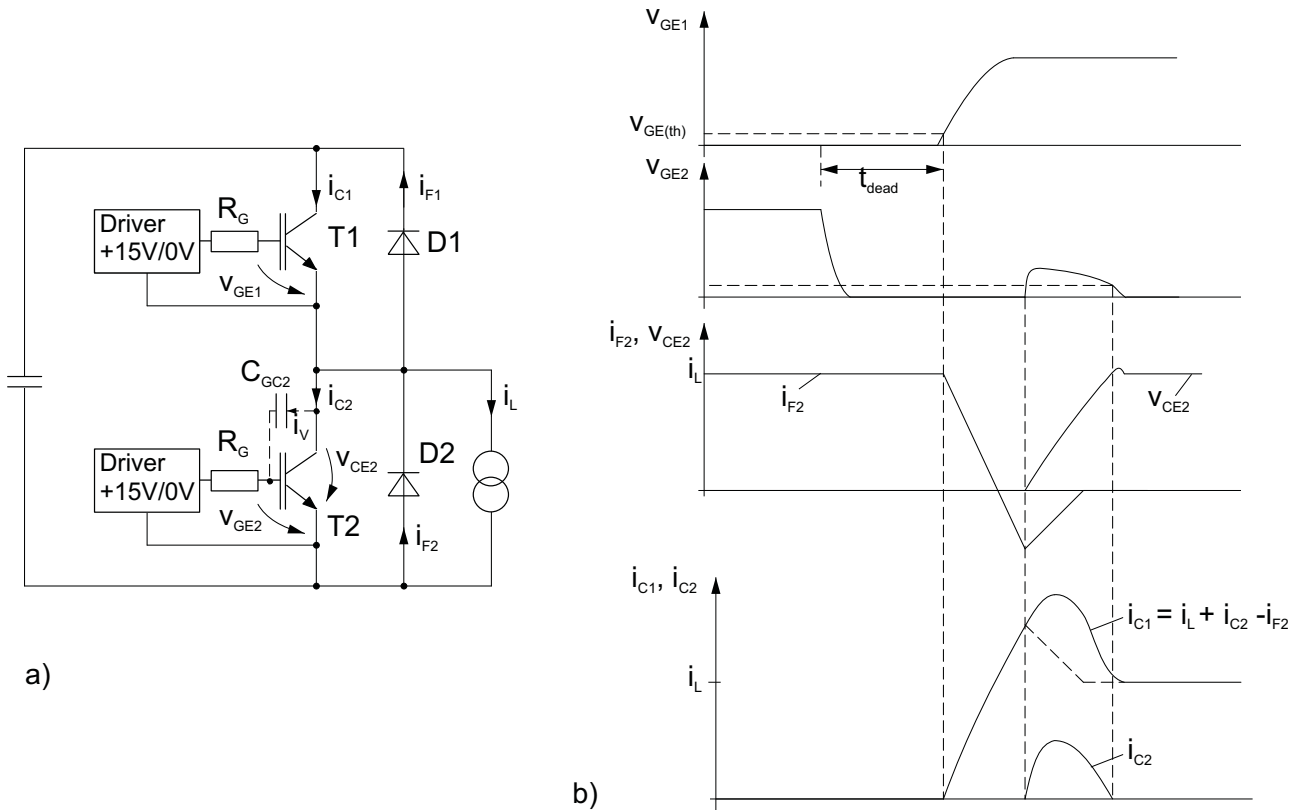 i_C1
i_F1
Driver
+15V/0V
R_G
T1
D1
v_GE1
C_GC2
i_C2
i_L
i_V
R_G
Driver
+15V/0V
v_CE2
D2
T2
v_GE2
i_F2
a)
v_GE1
v_GE(th)
v_GE2
t_dead
i_F2, v_CE2
i_L
i_F2
v_CE2
i_C1, i_C2
i_C1 = i_L + i_C2 -i_F2
i_L
i_C2
b)